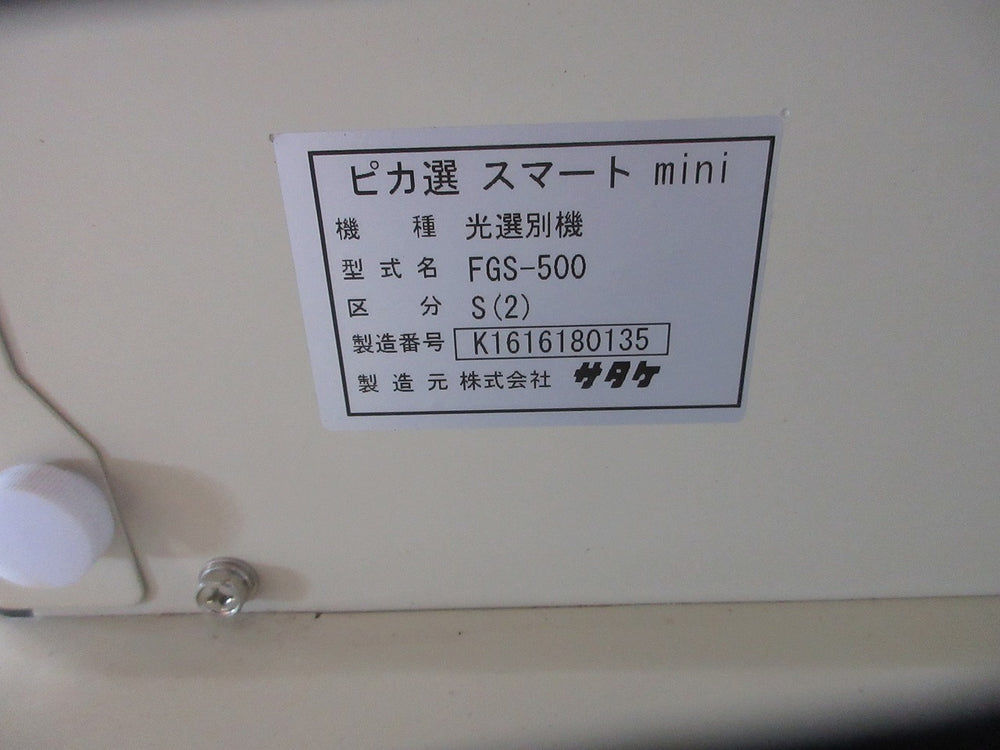 ピカ選 スマート mini
機種 光選別機
型式名 FGS-500
区分 S(2)
製造番号 K1616180135
製造元 株式会社 サタケ